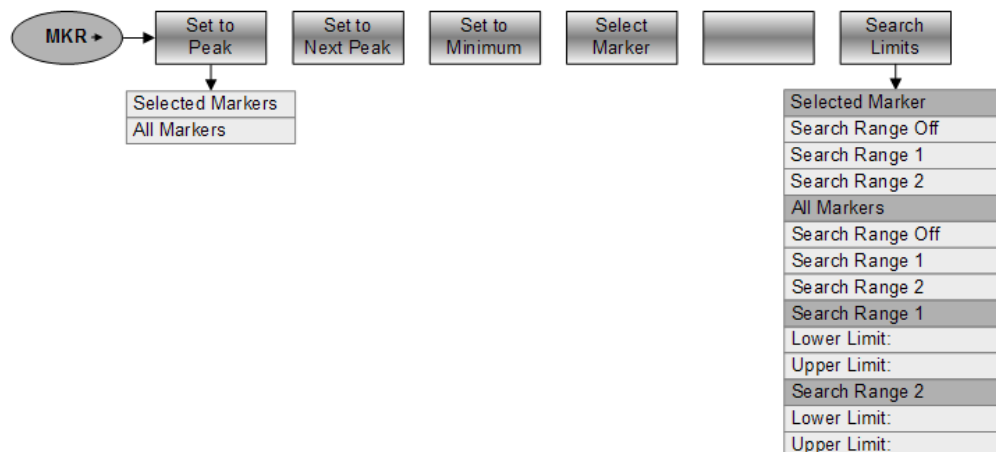 MKR→
Set to
Peak
Set to
Next Peak
Set to
Minimum
Select
Marker
Search
Limits
Selected Markers
All Markers
Selected Marker
Search Range Off
Search Range 1
Search Range 2
All Markers
Search Range Off
Search Range 1
Search Range 2
Search Range 1
Lower Limit:
Upper Limit:
Search Range 2
Lower Limit:
Upper Limit: